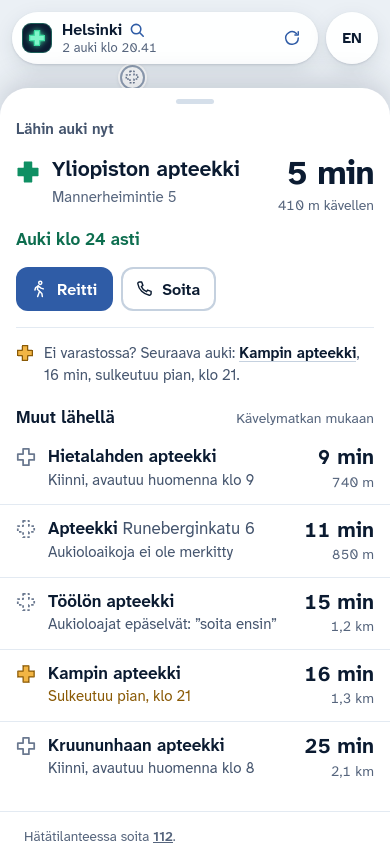 Helsinki
2 auki klo 20.41
EN
Lähin auki nyt
Yliopiston apteekki
5 min
Mannerheimintie 5
410 m kävellen
Auki klo 24 asti
Reitti
Soita
Ei varastossa? Seuraava auki: Kampin apteekki,
16 min, sulkeutuu pian, klo 21.
Muut lähellä
Kävelymatkan mukaan
Hietalahden apteekki
9 min
Kiinni, avautuu huomenna klo 9
740 m
Apteekki Runeberginkatu 6
11 min
Aukioloaikoja ei ole merkitty
850 m
Töölön apteekki
15 min
Aukioloajat epäselvät: ”soita ensin”
1,2 km
Kampin apteekki
16 min
Sulkeutuu pian, klo 21
1,3 km
Kruununhaan apteekki
25 min
Kiinni, avautuu huomenna klo 8
2,1 km
Hätätilanteessa soita 112.